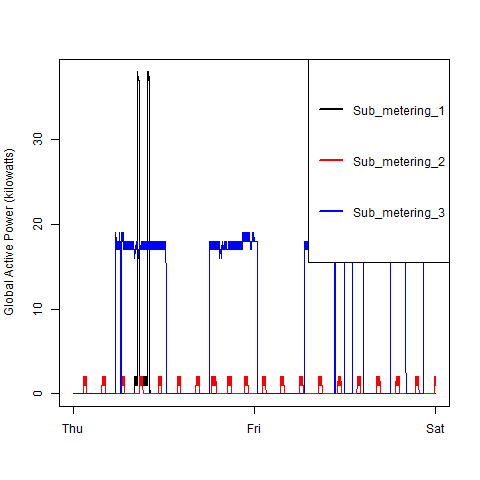 Global Active Power (kilowatts)
30
20
10
0
Sub_metering_1
Sub_metering_2
Sub_metering_3
Thu
Fri
Sat